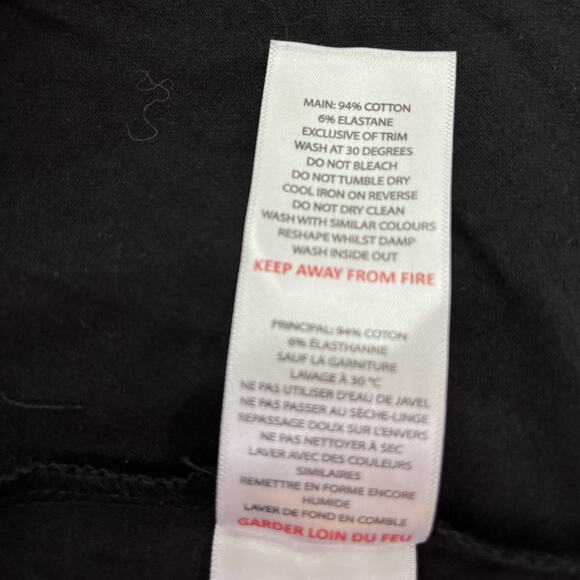 MAIN: 94% COTTON
6% ELASTANE
EXCLUSIVE OF TRIM
WASH AT 30 DEGREES
DO NOT BLEACH
DO NOT TUMBLE DRY
COOL IRON ON REVERSE
DO NOT DRY CLEAN
WASH WITH SIMILAR COLOURS
RESHAPE WHILST DAMP
WASH INSIDE OUT
KEEP AWAY FROM FIRE
PRINCIPAL: 94% COTON
6% ÉLASTHANNE
SAUF LA GARNITURE
LAVAGE À 30 °C
NE PAS UTILISER D'EAU DE JAVEL
NE PAS PASSER AU SÈCHE-LINGE
REPASSAGE DOUX SUR L'ENVERS
NE PAS NETTOYER À SEC
LAVER AVEC DES COULEURS
SIMILAIRES
REMETTRE EN FORME ENCORE
HUMIDE
LAVER DE FOND EN COMBLE
GARDER LOIN DU FEU